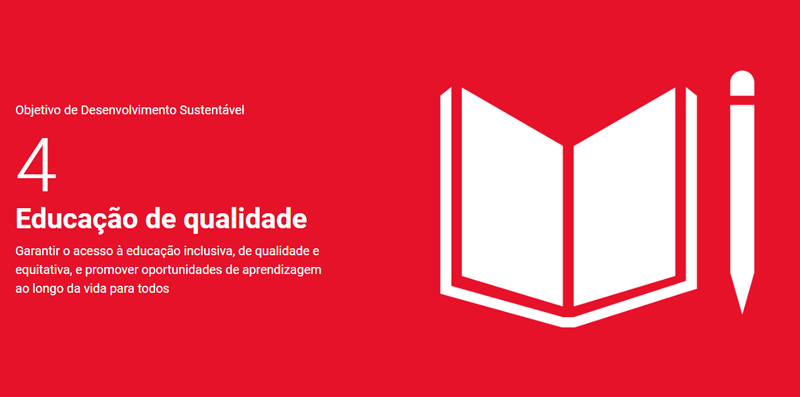 Objetivo de Desenvolvimento Sustentável
4
Educação de qualidade
Garantir o acesso à educação inclusiva, de qualidade e
equitativa, e promover oportunidades de aprendizagem
ao longo da vida para todos